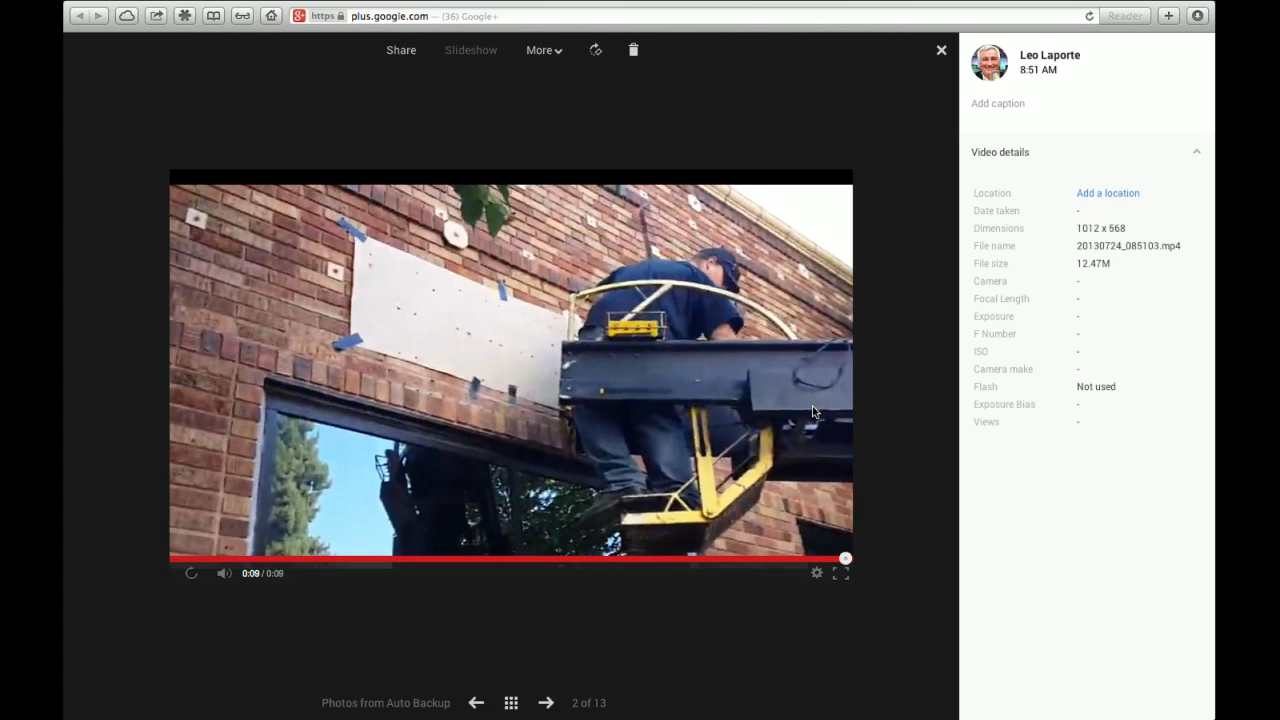 https plus.google.com — (36) Google+
Reader
Share Slideshow More
Leo Laporte
8:51 AM
Add caption
Video details
Location Add a location
Date taken -
Dimensions 1012 x 568
File name 20130724_085103.mp4
File size 12.47M
Camera -
Focal Length -
Exposure -
F Number -
ISO -
Camera make -
Flash Not used
Exposure Bias -
Views -
0:09 / 0:09
Photos from Auto Backup 2 of 13